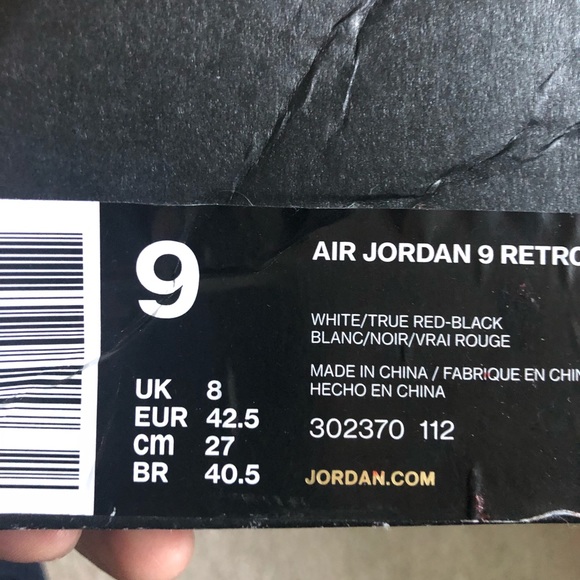 9
AIR JORDAN 9 RETRO
WHITE/TRUE RED-BLACK
BLANC/NOIR/VRAI ROUGE
MADE IN CHINA / FABRIQUE EN CHIN
HECHO EN CHINA
UK 8
EUR 42.5
cm 27
BR 40.5
302370 112
JORDAN.COM